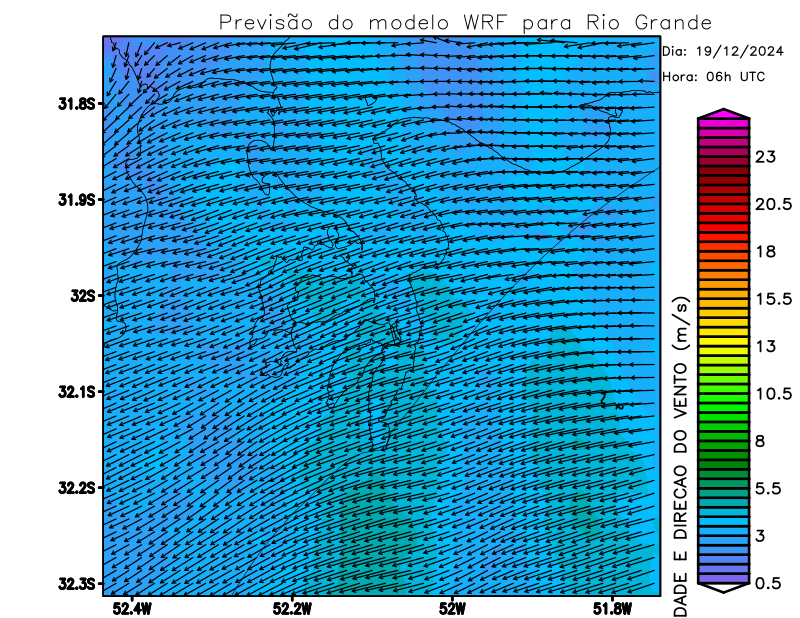 Previsão do modelo WRF para Rio Grande
Dia: 19/12/2024
Hora: 06h UTC
31.8S
31.9S
32S
32.1S
32.2S
32.3S
52.4W
52.2W
52W
51.8W
23
20.5
18
15.5
13
10.5
8
5.5
3
0.5
DADE E DIRECAO DO VENTO (m/s)